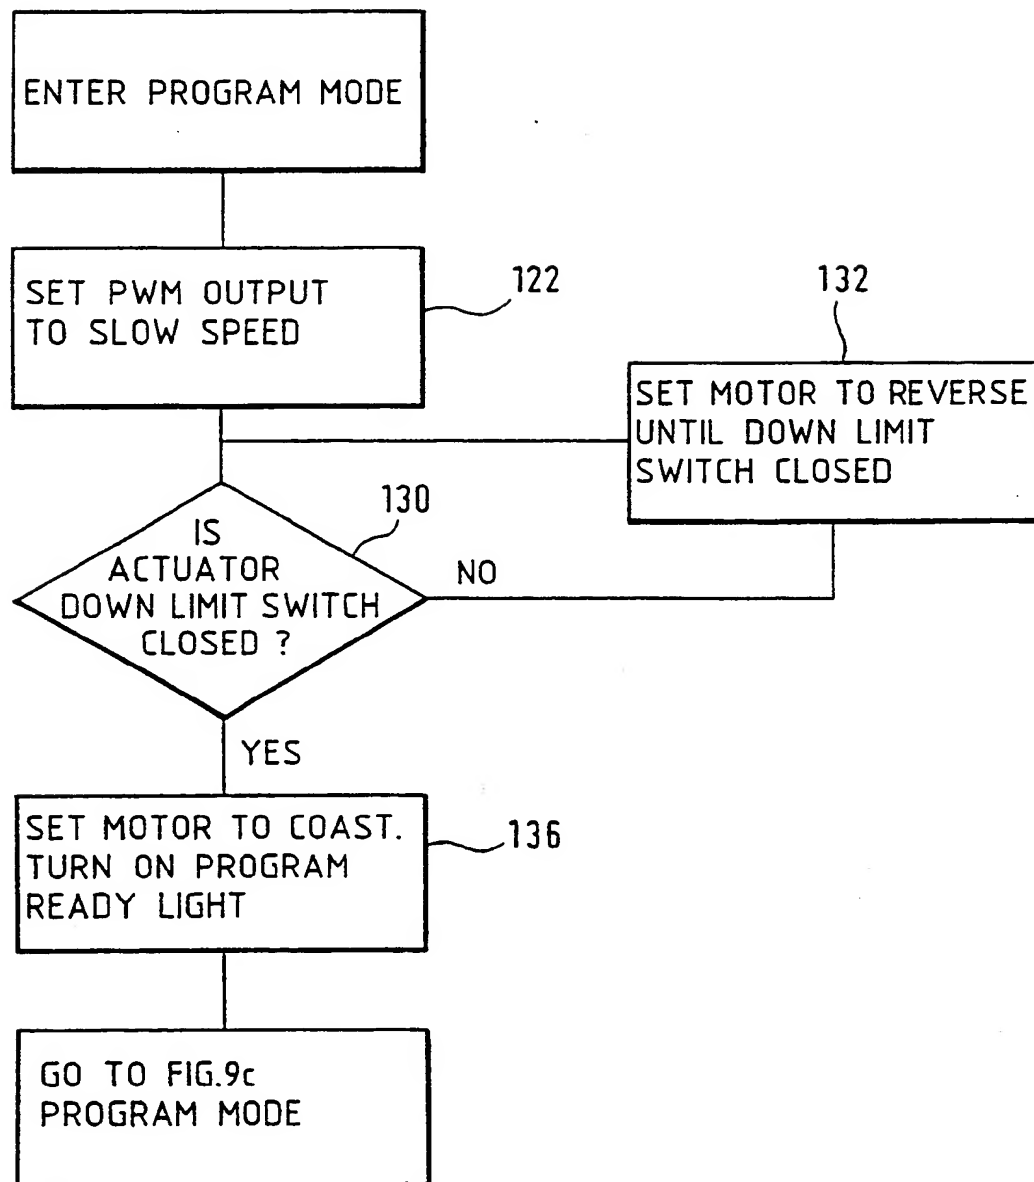 ENTER PROGRAM MODE
SET PWM OUTPUT
TO SLOW SPEED
122
132
SET MOTOR TO REVERSE
UNTIL DOWN LIMIT
SWITCH CLOSED
130
IS
ACTUATOR
DOWN LIMIT SWITCH
CLOSED ?
NO
YES
SET MOTOR TO COAST.
TURN ON PROGRAM
READY LIGHT
136
GO TO FIG.9c
PROGRAM MODE